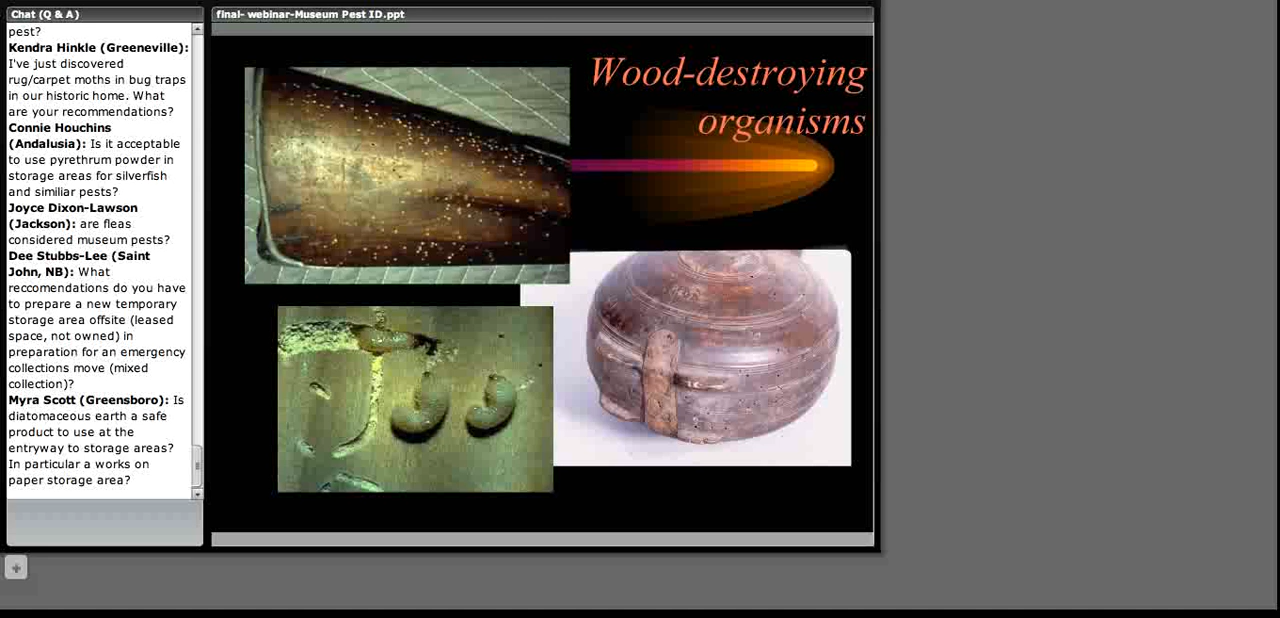 Chat (Q & A)
pest?
Kendra Hinkle (Greeneville):
I've just discovered
rug/carpet moths in bug traps
in our historic home. What
are your recommendations?
Connie Houchins
(Andalusia): Is it acceptable
to use pyrethrum powder in
storage areas for silverfish
and similiar pests?
Joyce Dixon-Lawson
(Jackson): are fleas
considered museum pests?
Dee Stubbs-Lee (Saint
John, NB): What
reccomendations do you have
to prepare a new temporary
storage area offsite (leased
space, not owned) in
preparation for an emergency
collections move (mixed
collection)?
Myra Scott (Greensboro): Is
diatomaceous earth a safe
product to use at the
entryway to storage areas?
In particular a works on
paper storage area?
final- webinar-Museum Pest ID.ppt
Wood-destroying
organisms